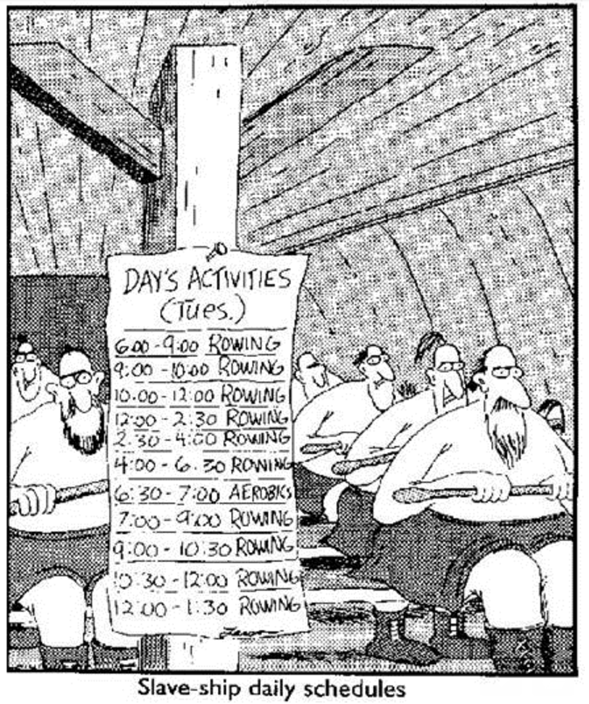 DAY'S ACTIVITIES
(Tues.)
6:00 - 9:00 ROWING
9:00 - 10:00 ROWING
10:00 - 12:00 ROWING
12:00 - 2:30 ROWING
2:30 - 4:00 ROWING
4:00 - 6:30 ROWING
6:30 - 7:00 AEROBICS
7:00 - 9:00 ROWING
9:00 - 10:30 ROWING
10:30 - 12:00 ROWING
12:00 - 1:30 ROWING
Larson
Slave-ship daily schedules